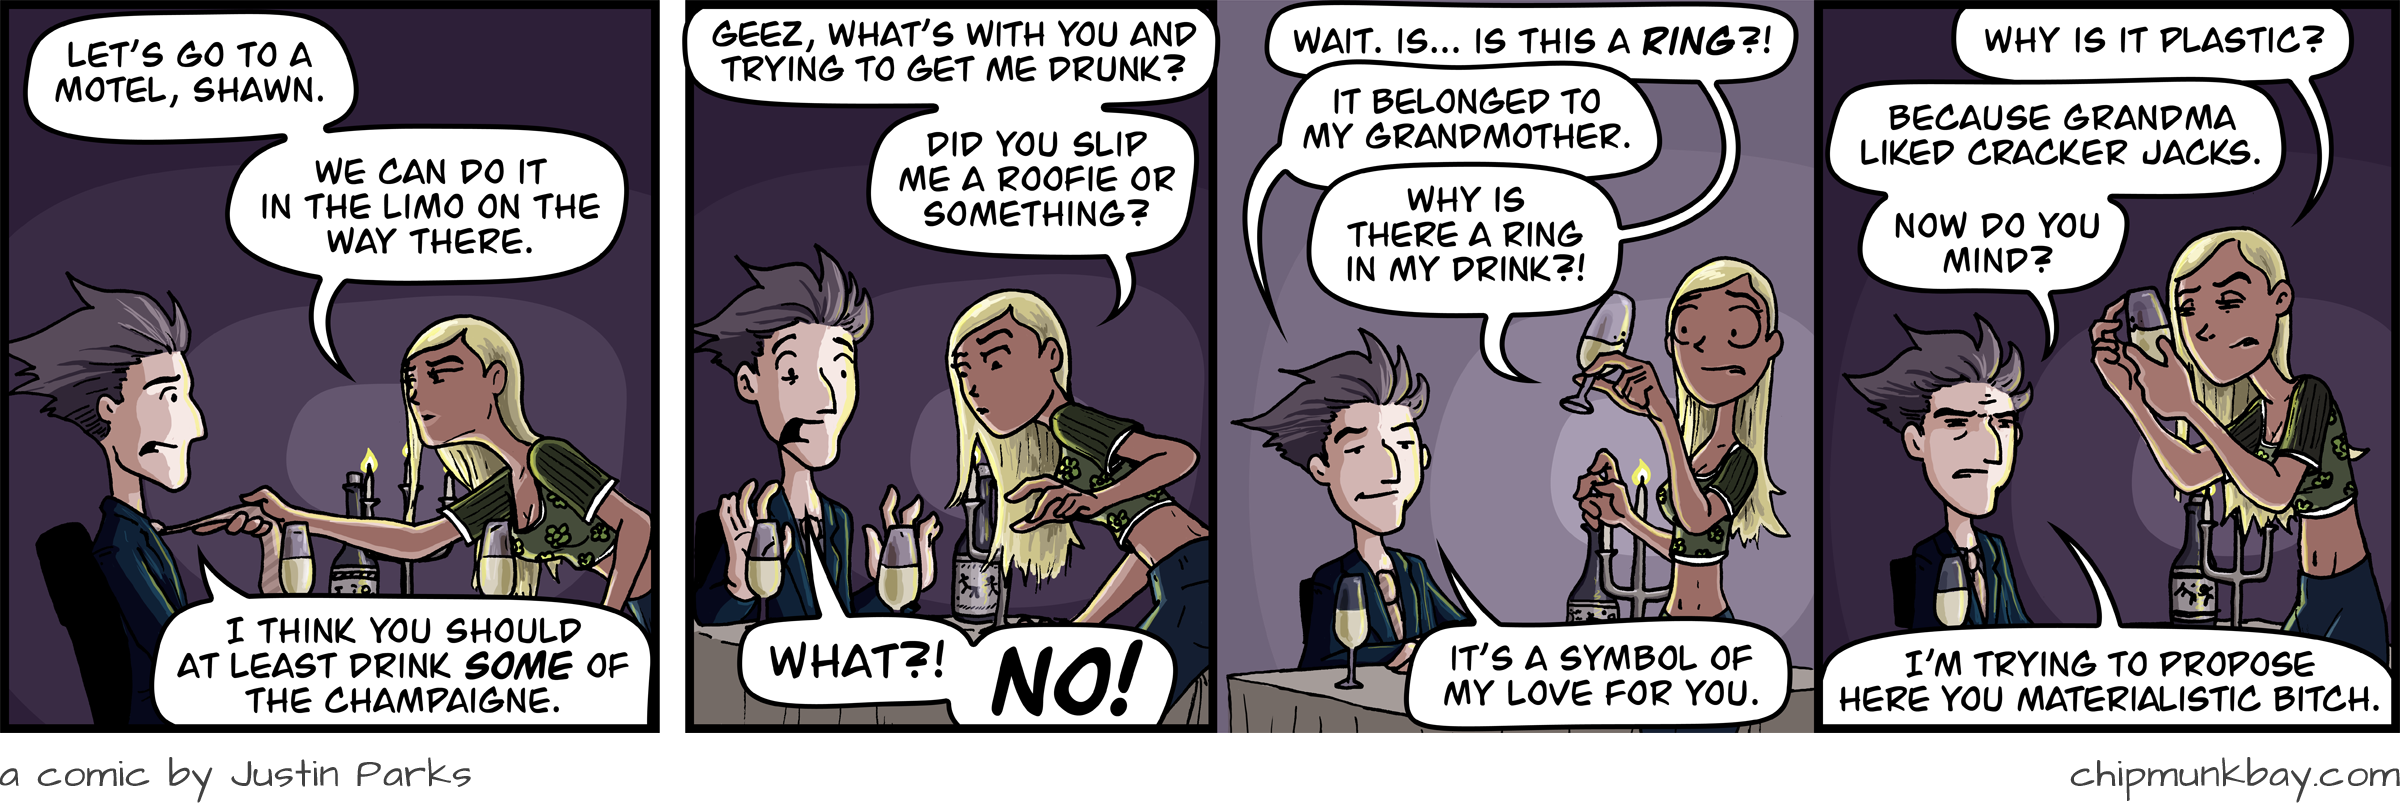 LET'S GO TO A
MOTEL, SHAWN.
WE CAN DO IT
IN THE LIMO ON THE
WAY THERE.
I THINK YOU SHOULD
AT LEAST DRINK SOME OF
THE CHAMPAIGNE.
GEEZ, WHAT'S WITH YOU AND
TRYING TO GET ME DRUNK?
DID YOU SLIP
ME A ROOFIE OR
SOMETHING?
WHAT?!
NO!
WAIT. IS... IS THIS A RING?!
IT BELONGED TO
MY GRANDMOTHER.
WHY IS
THERE A RING
IN MY DRINK?!
IT'S A SYMBOL OF
MY LOVE FOR YOU.
WHY IS IT PLASTIC?
BECAUSE GRANDMA
LIKED CRACKER JACKS.
NOW DO YOU
MIND?
I'M TRYING TO PROPOSE
HERE YOU MATERIALISTIC BITCH.
a comic by Justin Parks
chipmunkbay.com